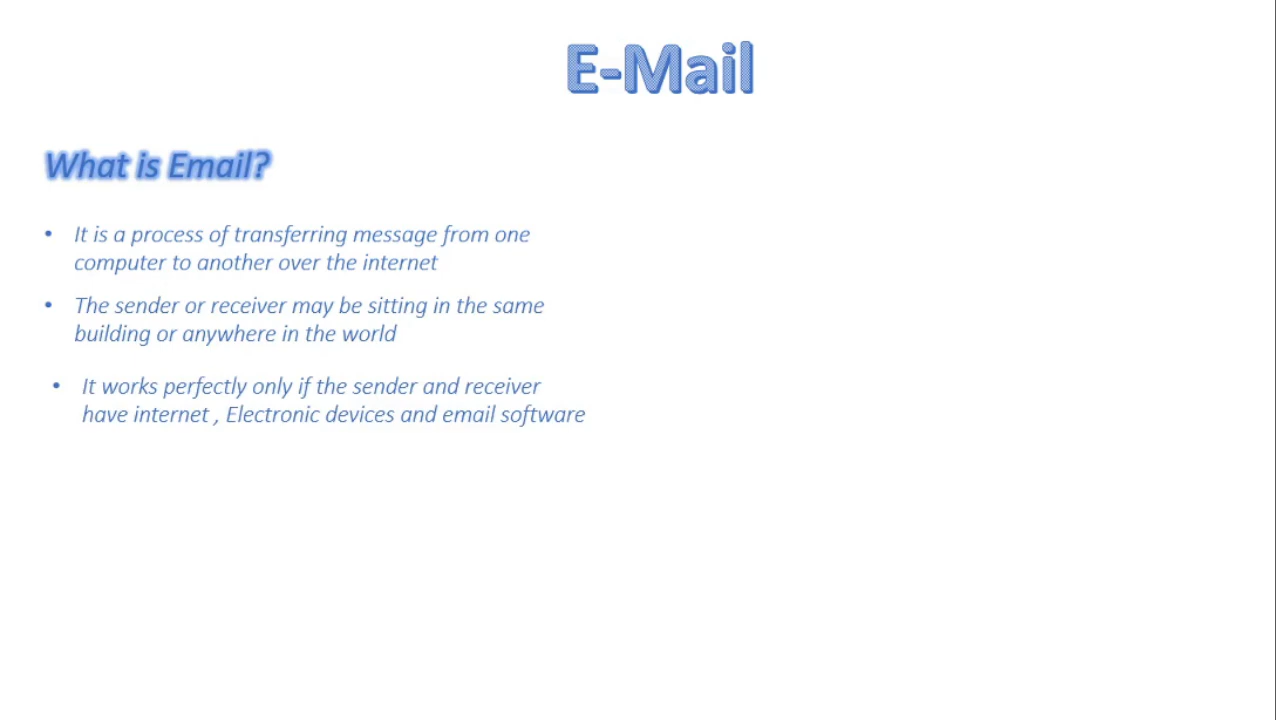 E-Mail
What is Email?
• It is a process of transferring message from one
computer to another over the internet
• The sender or receiver may be sitting in the same
building or anywhere in the world
• It works perfectly only if the sender and receiver
have internet , Electronic devices and email software